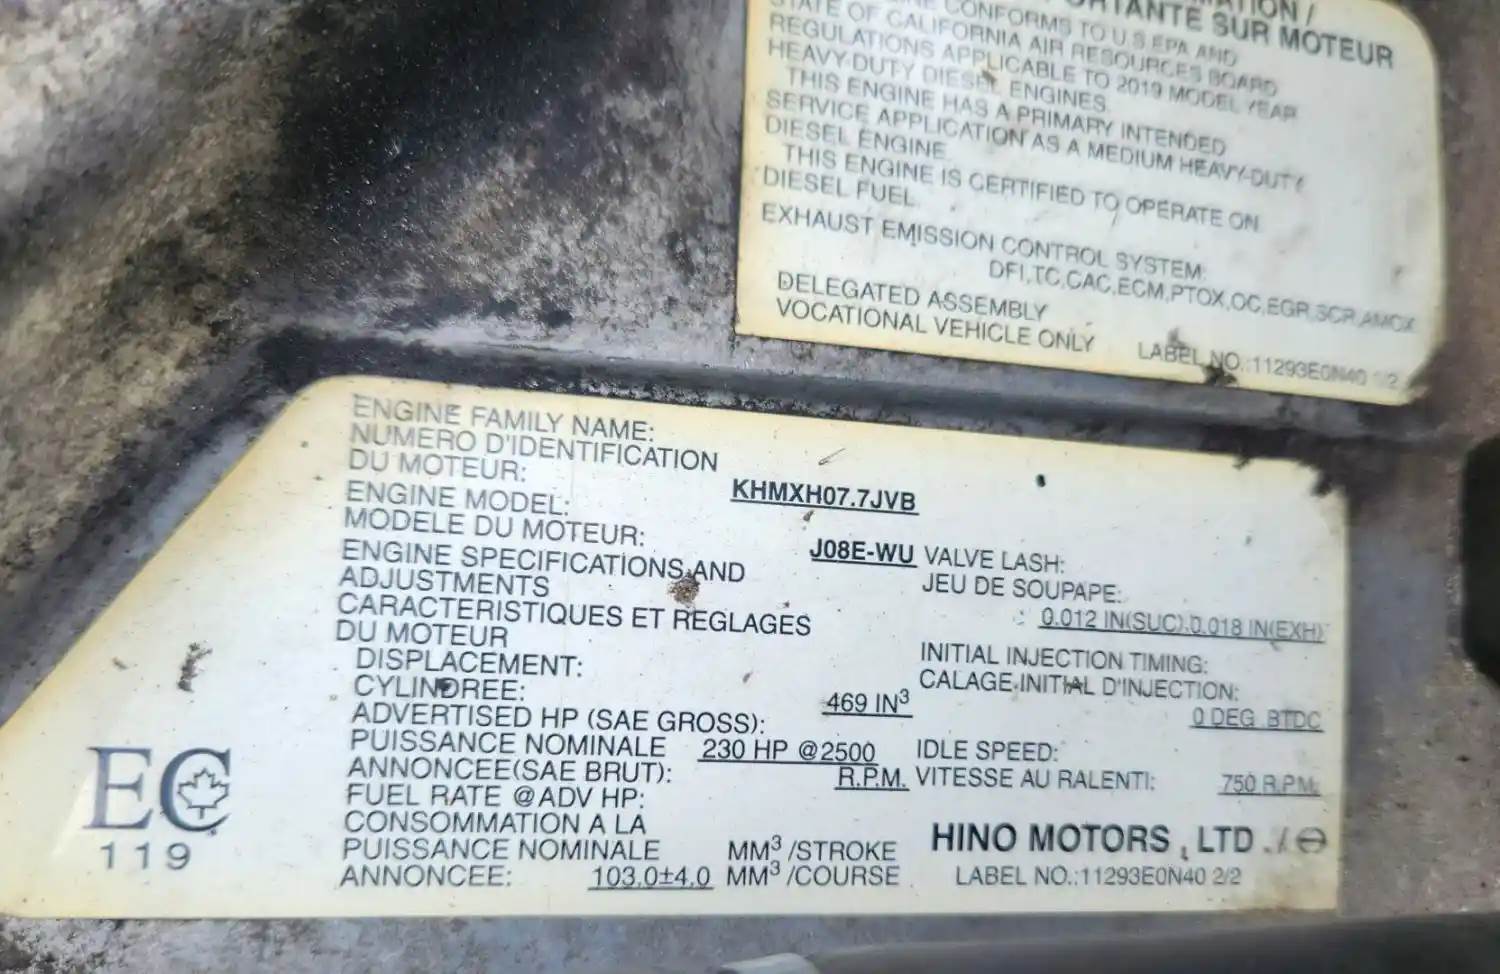 MATION /
PORTANTE SUR MOTEUR
ENGINE CONFORMS TO U.S.EPA AND
STATE OF CALIFORNIA AIR RESOURCES BOARD
REGULATIONS APPLICABLE TO 2019 MODEL YEAR
HEAVY-DUTY DIESEL ENGINES.
THIS ENGINE HAS A PRIMARY INTENDED
SERVICE APPLICATION AS A MEDIUM HEAVY-DUTY
DIESEL ENGINE.
THIS ENGINE IS CERTIFIED TO OPERATE ON
DIESEL FUEL.
EXHAUST EMISSION CONTROL SYSTEM:
DFI,TC,CAC,ECM,PTOX,OC,EGR,SCR,AMOX
DELEGATED ASSEMBLY
VOCATIONAL VEHICLE ONLY
LABEL NO.:11293E0N40 1/2
ENGINE FAMILY NAME:
NUMERO D'IDENTIFICATION
DU MOTEUR:
KHMXH07.7JVB
ENGINE MODEL:
MODELE DU MOTEUR:
J08E-WU
ENGINE SPECIFICATIONS AND
ADJUSTMENTS
CARACTERISTIQUES ET REGLAGES
DU MOTEUR
DISPLACEMENT:
CYLINDREE:
469 IN³
ADVERTISED HP (SAE GROSS):
PUISSANCE NOMINALE 230 HP @2500
ANNONCEE(SAE BRUT): R.P.M.
FUEL RATE @ADV HP:
CONSOMMATION A LA
PUISSANCE NOMINALE MM³/STROKE
ANNONCEE: 103.0±4.0 MM³/COURSE
VALVE LASH:
JEU DE SOUPAPE:
: 0.012 IN(SUC).0.018 IN(EXH)
INITIAL INJECTION TIMING:
CALAGE INITIAL D'INJECTION:
0 DEG. BTDC
IDLE SPEED:
VITESSE AU RALENTI: 750 R.P.M.
HINO MOTORS , LTD .
LABEL NO.:11293E0N40 2/2
EC
119